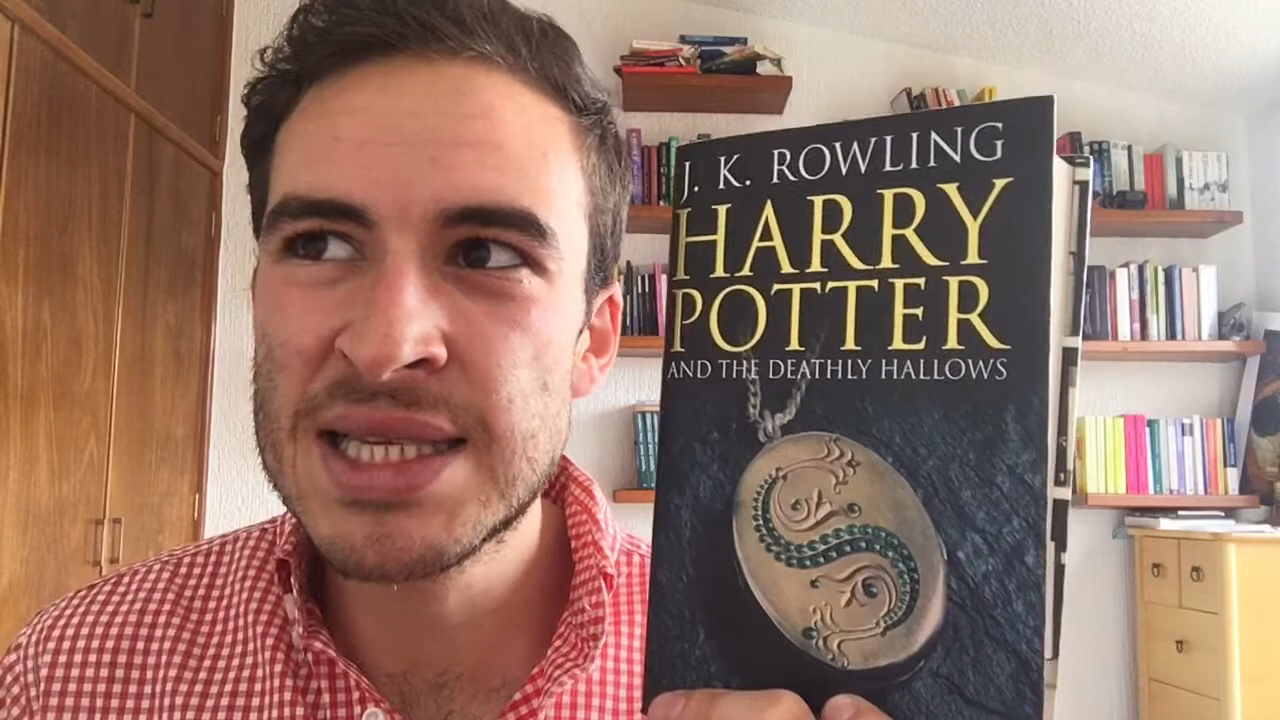 J. K. ROWLING
HARRY
POTTER
AND THE DEATHLY HALLOWS